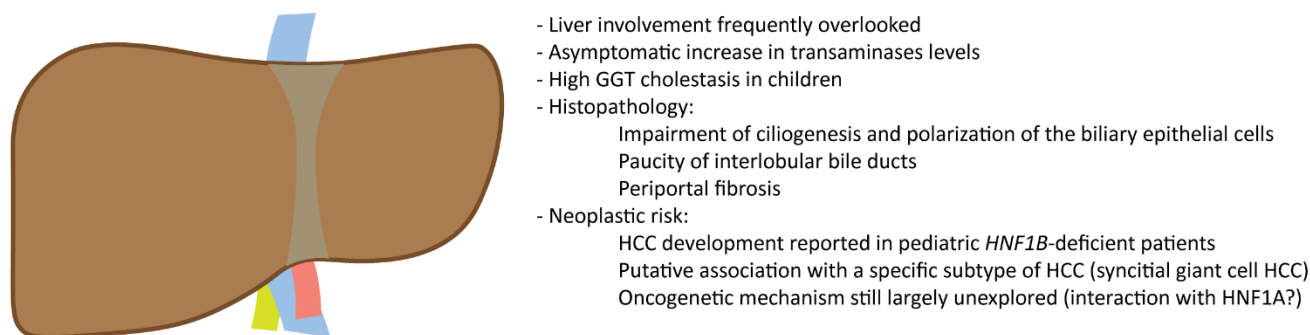 - Liver involvement frequently overlooked
- Asymptomatic increase in transaminases levels
- High GGT cholestasis in children
- Histopathology:
Impairment of ciliogenesis and polarization of the biliary epithelial cells
Paucity of interlobular bile ducts
Periportal fibrosis
- Neoplastic risk:
HCC development reported in pediatric HNF1B-deficient patients
Putative association with a specific subtype of HCC (syncitial giant cell HCC)
Oncogenetic mechanism still largely unexplored (interaction with HNF1A?)